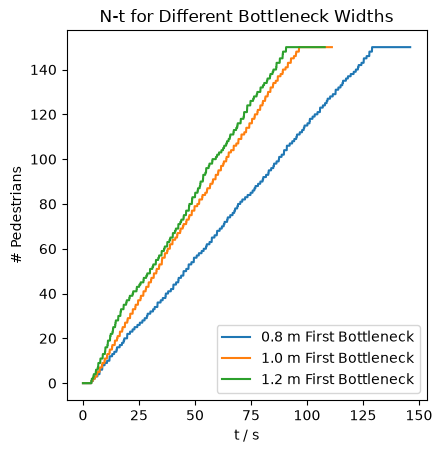 N-t for Different Bottleneck Widths
# Pedestrians
140
120
100
80
60
40
20
0
0.8 m First Bottleneck
1.0 m First Bottleneck
1.2 m First Bottleneck
0 25 50 75 100 125 150
t / s